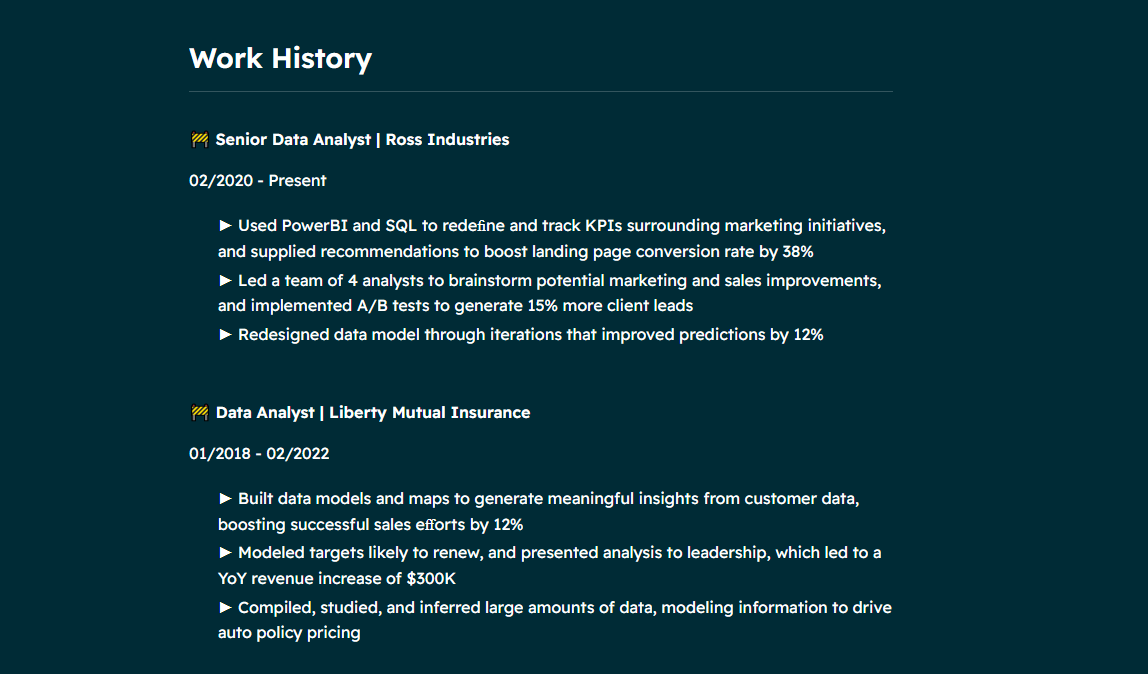 Work History
🚧 Senior Data Analyst | Ross Industries
02/2020 - Present
► Used PowerBI and SQL to redefine and track KPIs surrounding marketing initiatives,
and supplied recommendations to boost landing page conversion rate by 38%
► Led a team of 4 analysts to brainstorm potential marketing and sales improvements,
and implemented A/B tests to generate 15% more client leads
► Redesigned data model through iterations that improved predictions by 12%
🚧 Data Analyst | Liberty Mutual Insurance
01/2018 - 02/2022
► Built data models and maps to generate meaningful insights from customer data,
boosting successful sales efforts by 12%
► Modeled targets likely to renew, and presented analysis to leadership, which led to a
YoY revenue increase of $300K
► Compiled, studied, and inferred large amounts of data, modeling information to drive
auto policy pricing